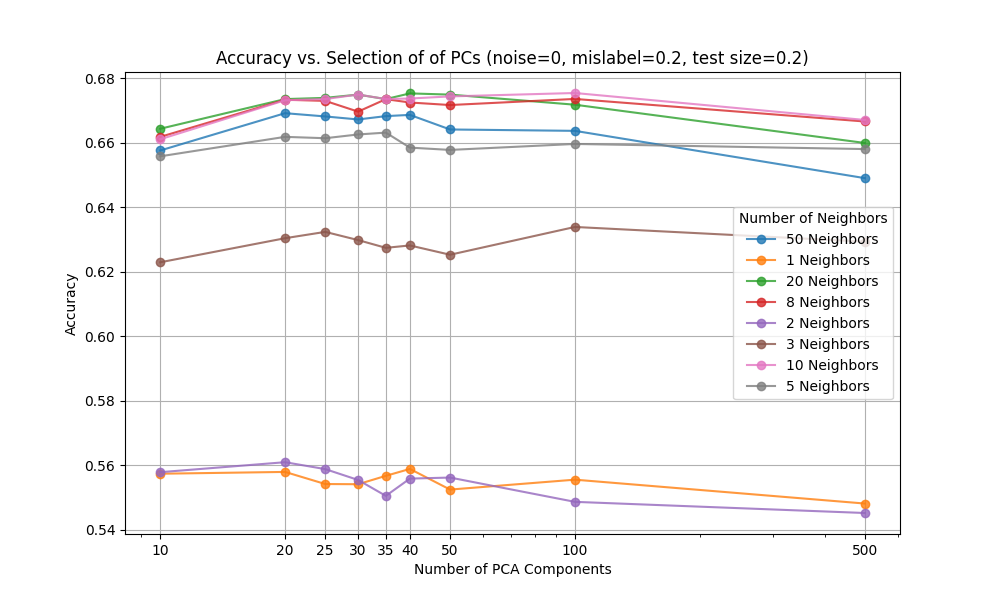 Accuracy vs. Selection of of PCs (noise=0, mislabel=0.2, test size=0.2)
Accuracy
0.68
0.66
0.64
0.62
0.60
0.58
0.56
0.54
Number of Neighbors
50 Neighbors
1 Neighbors
20 Neighbors
8 Neighbors
2 Neighbors
3 Neighbors
10 Neighbors
5 Neighbors
10 20 25 30 35 40 50 100 500
Number of PCA Components